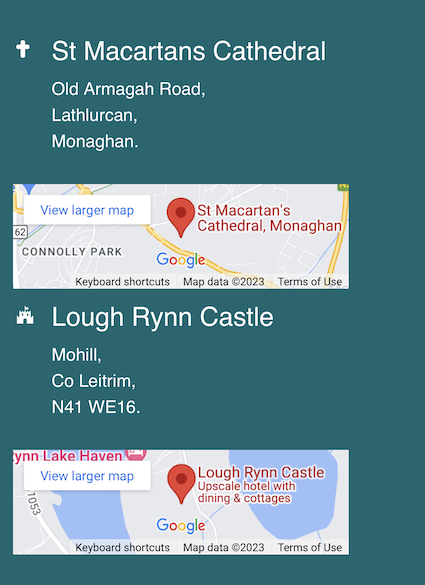 St Macartans Cathedral
Old Armagah Road,
Lathlurcan,
Monaghan.
View larger map
St Macartan's
Cathedral, Monaghan
62
CONNOLLY PARK
Google
Keyboard shortcuts Map data ©2023 Terms of Use
Lough Rynn Castle
Mohill,
Co Leitrim,
N41 WE16.
ynn Lake Haven
View larger map
Lough Rynn Castle
Upscale hotel with
dining & cottages
1053
Google
Keyboard shortcuts Map data ©2023 Terms of Use